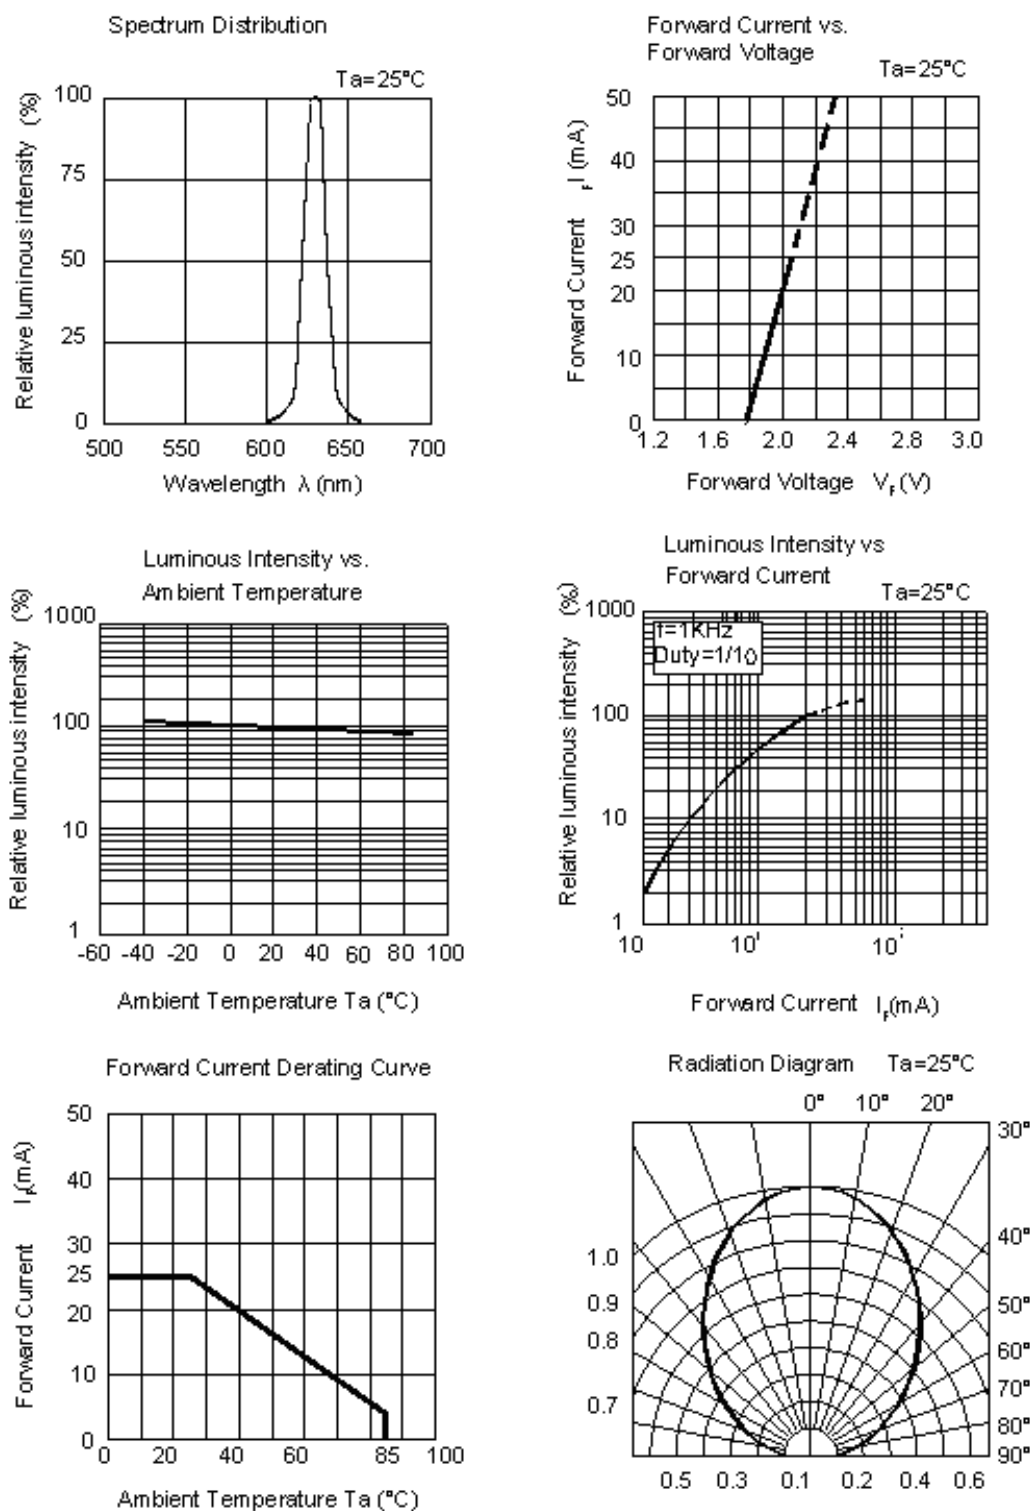 Spectrum Distribution
Ta=25°C
Relative luminous intensity (%)
100
75
50
25
0
500 550 600 650 700
Wavelength λ (nm)
Forward Current vs.
Forward Voltage
Ta=25°C
Forward Current I_F (mA)
50
40
30
25
20
10
0
1.2 1.6 2.0 2.4 2.8 3.0
Forward Voltage V_F (V)
Luminous Intensity vs.
Ambient Temperature
Relative luminous intensity (%)
1000
100
10
1
-60 -40 -20 0 20 40 60 80 100
Ambient Temperature Ta (°C)
Luminous Intensity vs
Forward Current
Ta=25°C
Relative luminous intensity (%)
1000
f=1KHz
Duty=1/10
100
10
1
10 10¹ 10
Forward Current I_F(mA)
Forward Current Derating Curve
Forward Current I_F(mA)
50
40
30
25
20
10
0
0 20 40 60 85 100
Ambient Temperature Ta (°C)
Radiation Diagram Ta=25°C
0° 10° 20°
30°
40°
50°
60°
70°
80°
90°
1.0
0.9
0.8
0.7
0.5 0.3 0.1 0.2 0.4 0.6